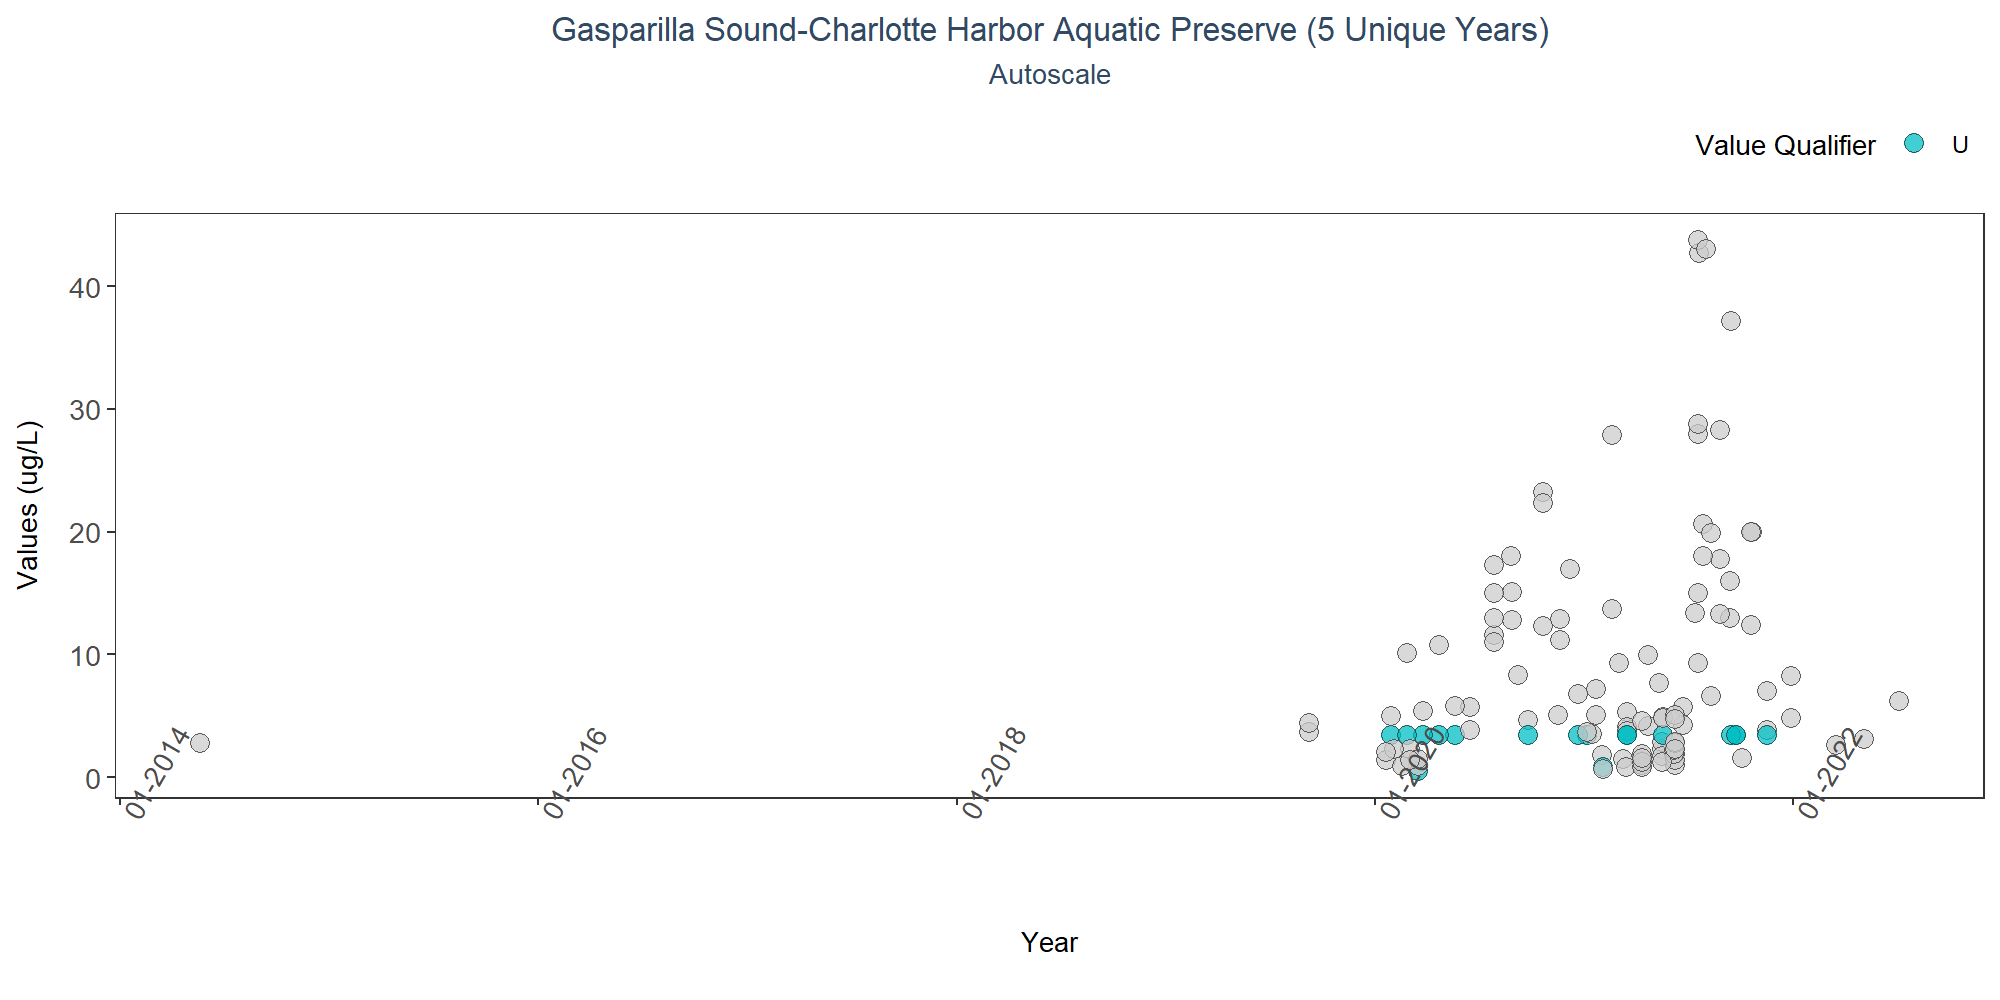 Gasparilla Sound-Charlotte Harbor Aquatic Preserve (5 Unique Years)
Autoscale
Value Qualifier U
Values (ug/L)
40
30
20
10
0
01-2014 01-2016 01-2018 01-2020 01-2022
Year